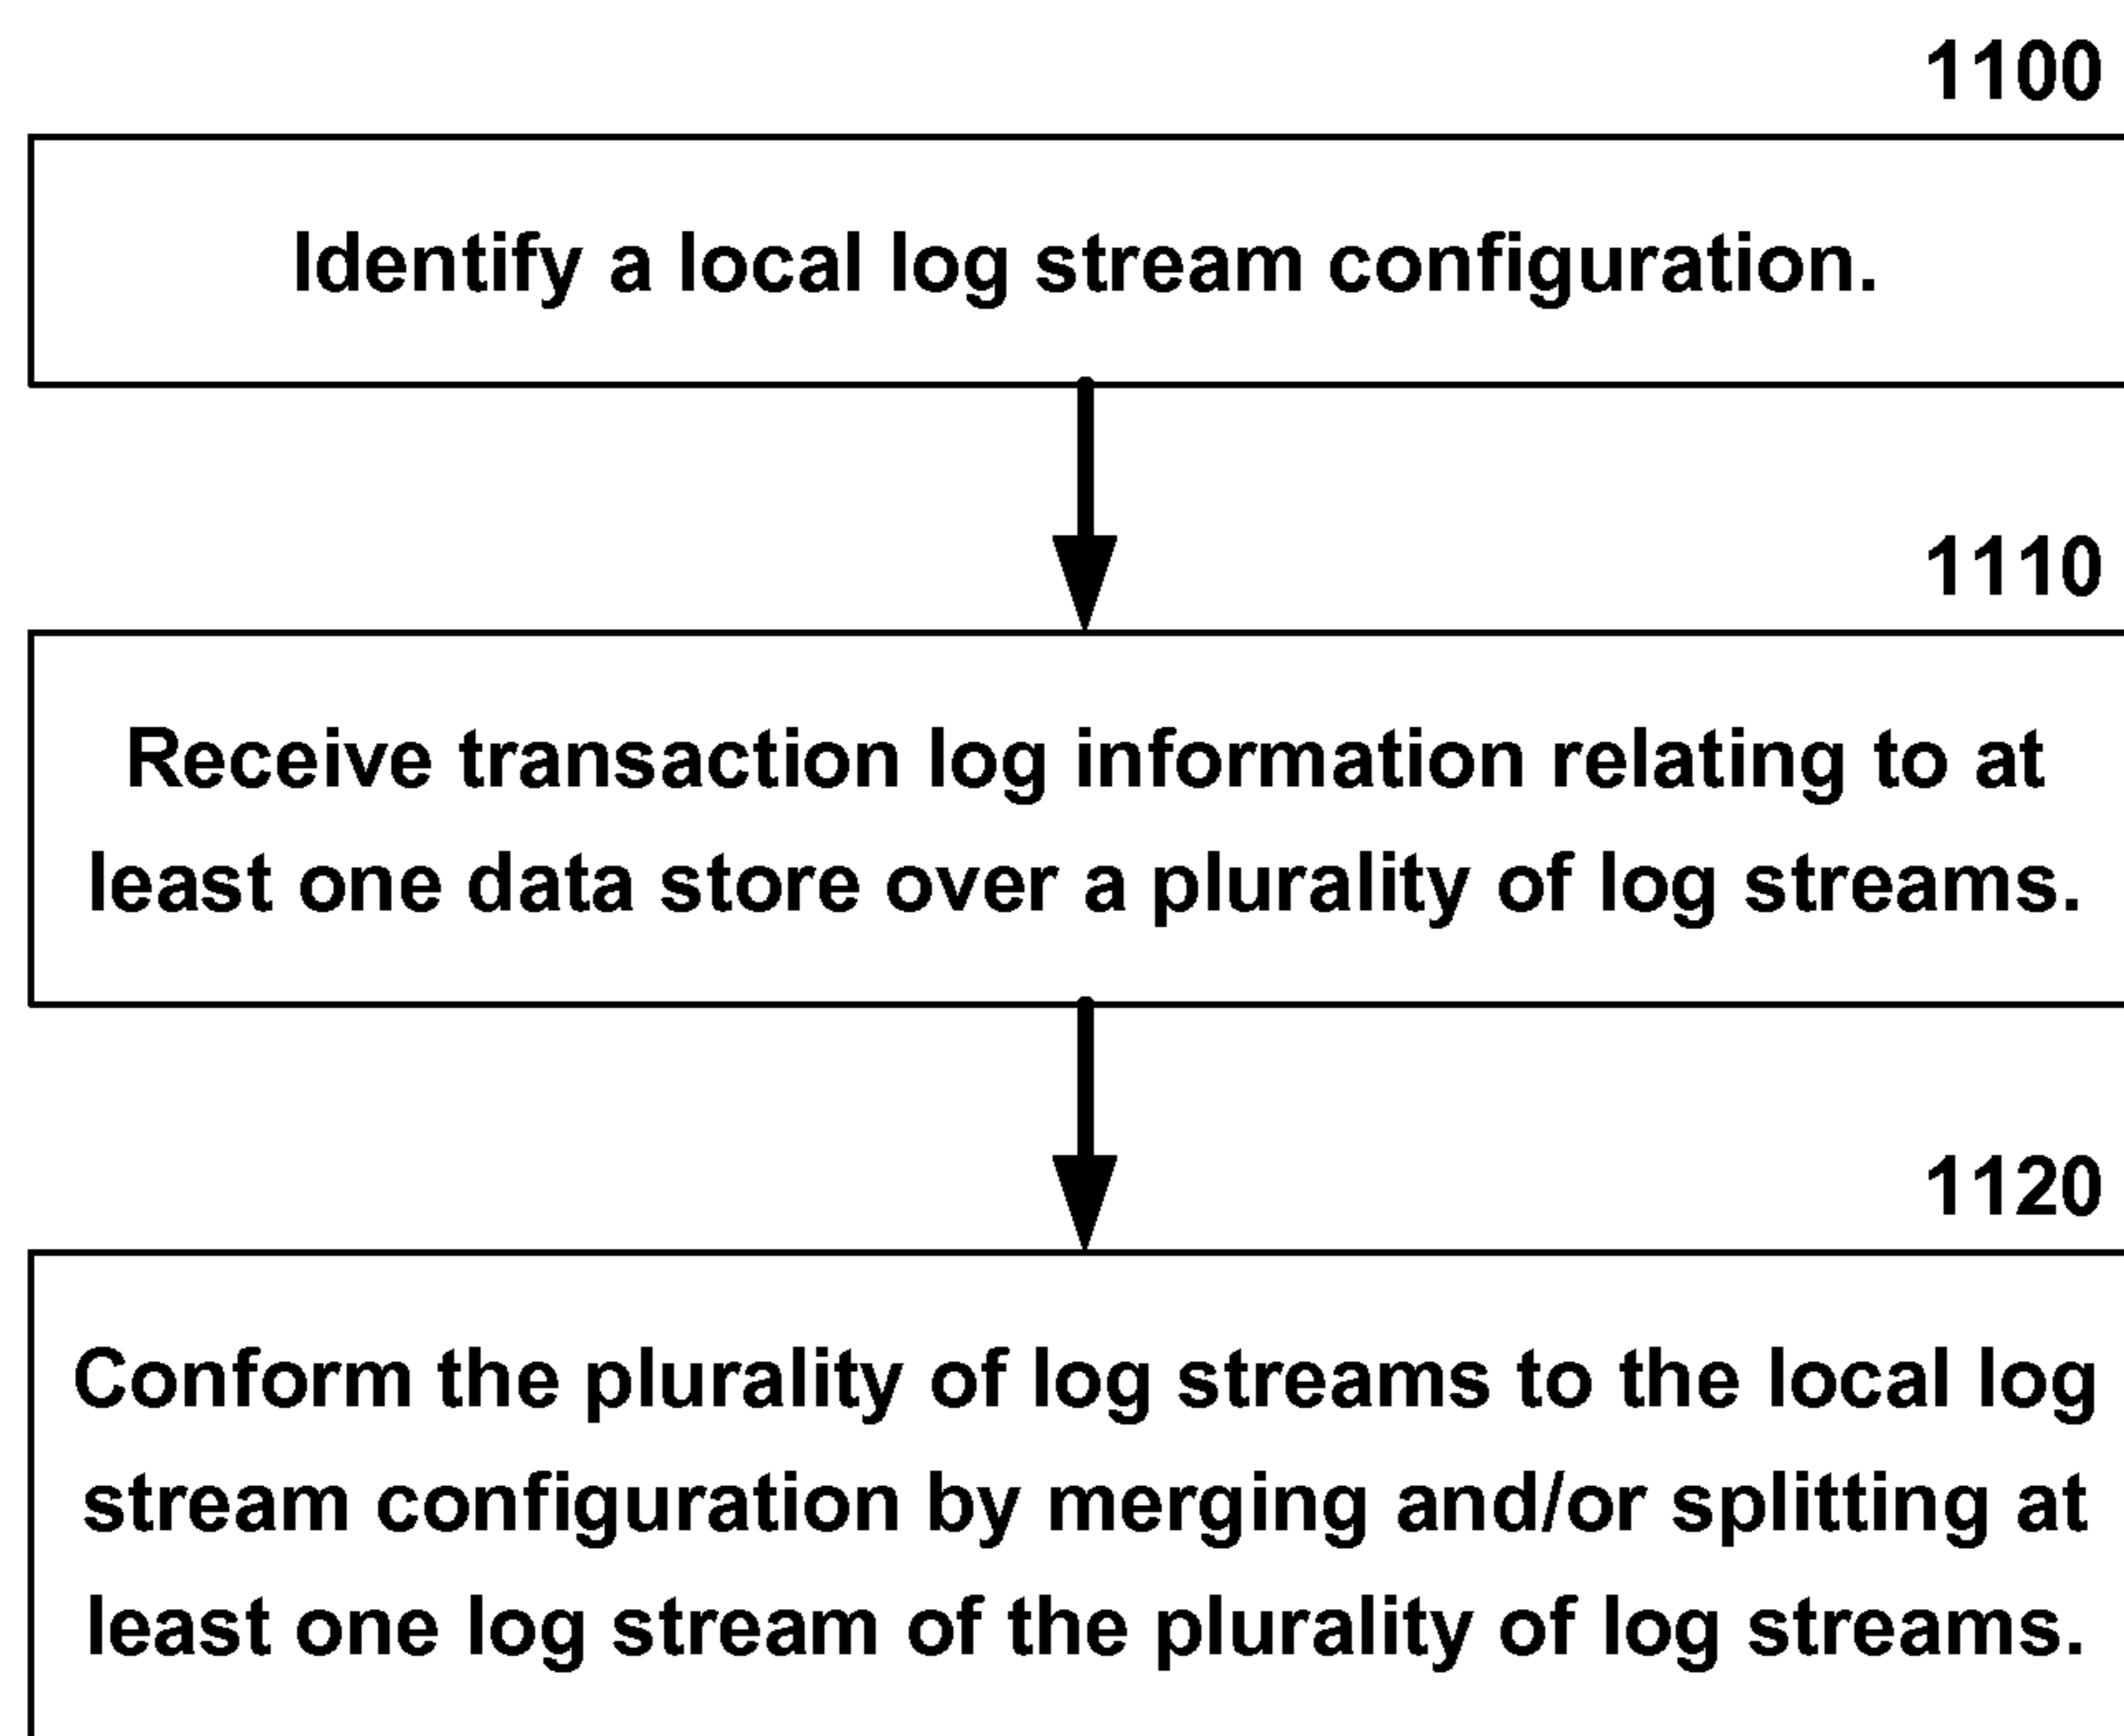 1100
Identify a local log stream configuration.
1110
Receive transaction log information relating to at
least one data store over a plurality of log streams.
1120
Conform the plurality of log streams to the local log
stream configuration by merging and/or splitting at
least one log stream of the plurality of log streams.